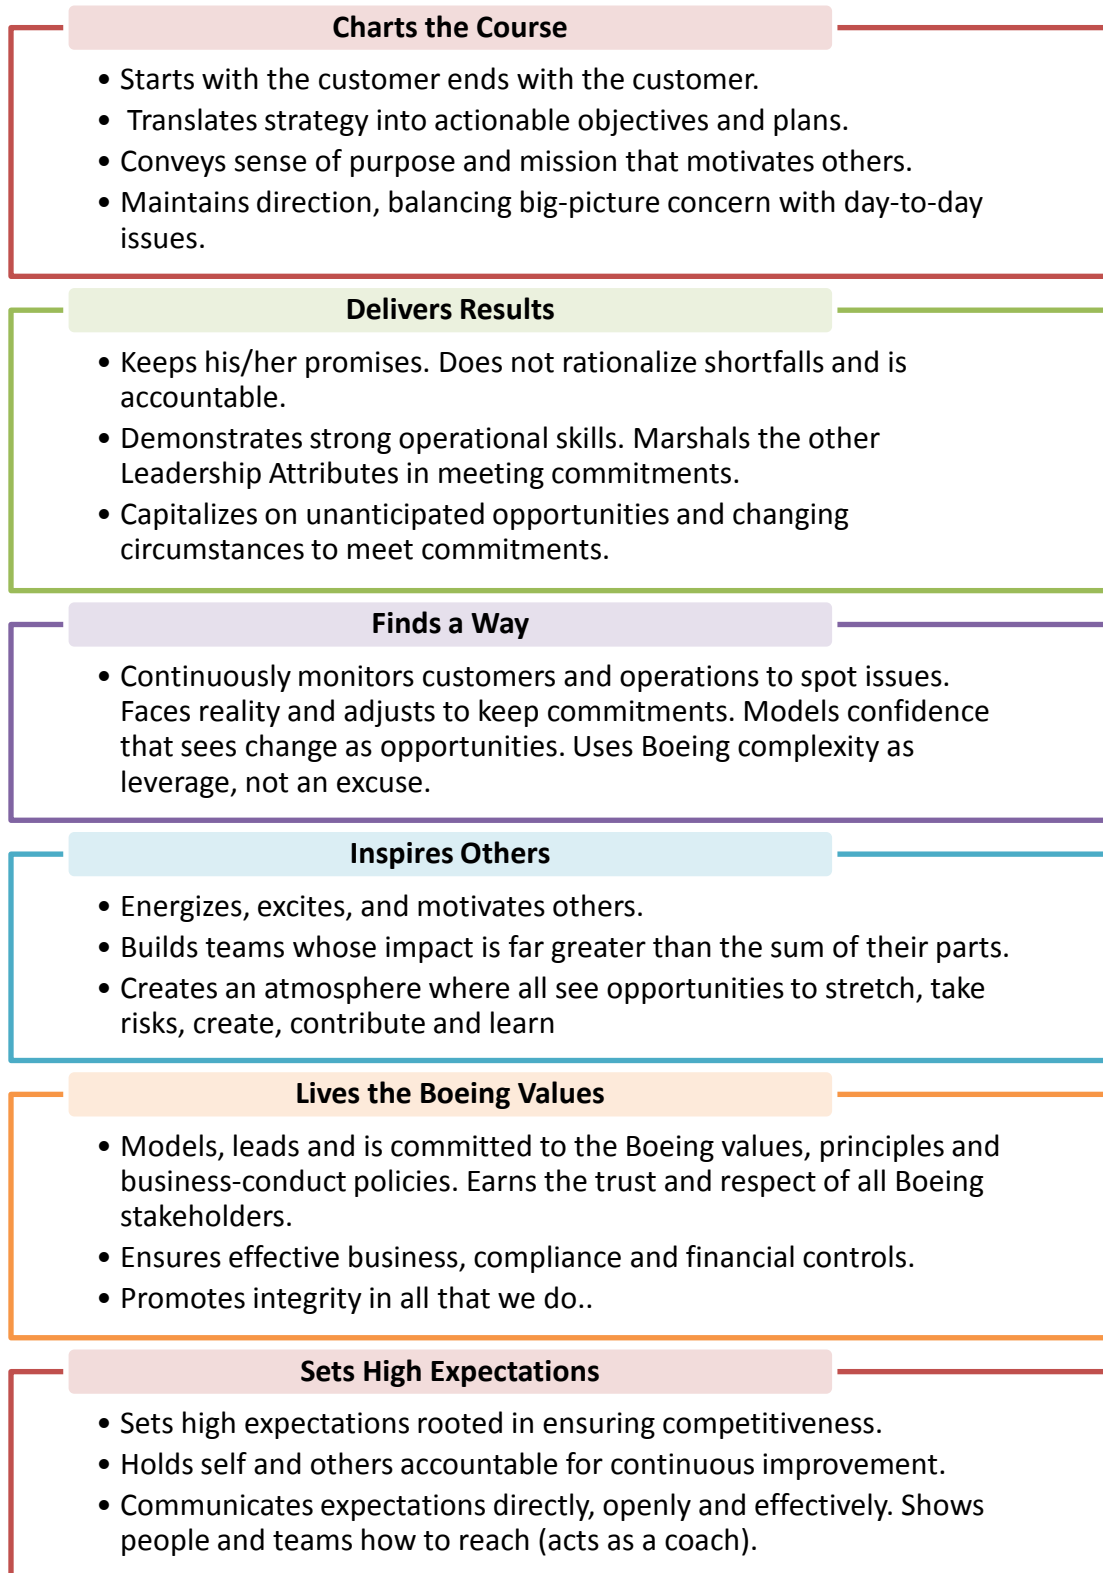 Charts the Course
• Starts with the customer ends with the customer.
• Translates strategy into actionable objectives and plans.
• Conveys sense of purpose and mission that motivates others.
• Maintains direction, balancing big-picture concern with day-to-day
issues.
Delivers Results
• Keeps his/her promises. Does not rationalize shortfalls and is
accountable.
• Demonstrates strong operational skills. Marshals the other
Leadership Attributes in meeting commitments.
• Capitalizes on unanticipated opportunities and changing
circumstances to meet commitments.
Finds a Way
• Continuously monitors customers and operations to spot issues.
Faces reality and adjusts to keep commitments. Models confidence
that sees change as opportunities. Uses Boeing complexity as
leverage, not an excuse.
Inspires Others
• Energizes, excites, and motivates others.
• Builds teams whose impact is far greater than the sum of their parts.
• Creates an atmosphere where all see opportunities to stretch, take
risks, create, contribute and learn
Lives the Boeing Values
• Models, leads and is committed to the Boeing values, principles and
business-conduct policies. Earns the trust and respect of all Boeing
stakeholders.
• Ensures effective business, compliance and financial controls.
• Promotes integrity in all that we do..
Sets High Expectations
• Sets high expectations rooted in ensuring competitiveness.
• Holds self and others accountable for continuous improvement.
• Communicates expectations directly, openly and effectively. Shows
people and teams how to reach (acts as a coach).